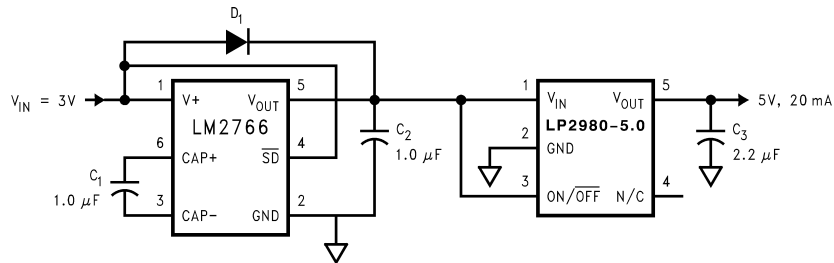 D1
VIN = 3V
1
V+
VOUT
5
LM2766
6
CAP+
SD
4
C1
1.0 µF
3
CAP-
GND
2
C2
1.0 µF
1
VIN
VOUT
5
LP2980-5.0
2
GND
3
ON/OFF
N/C
4
5V, 20 mA
C3
2.2 µF